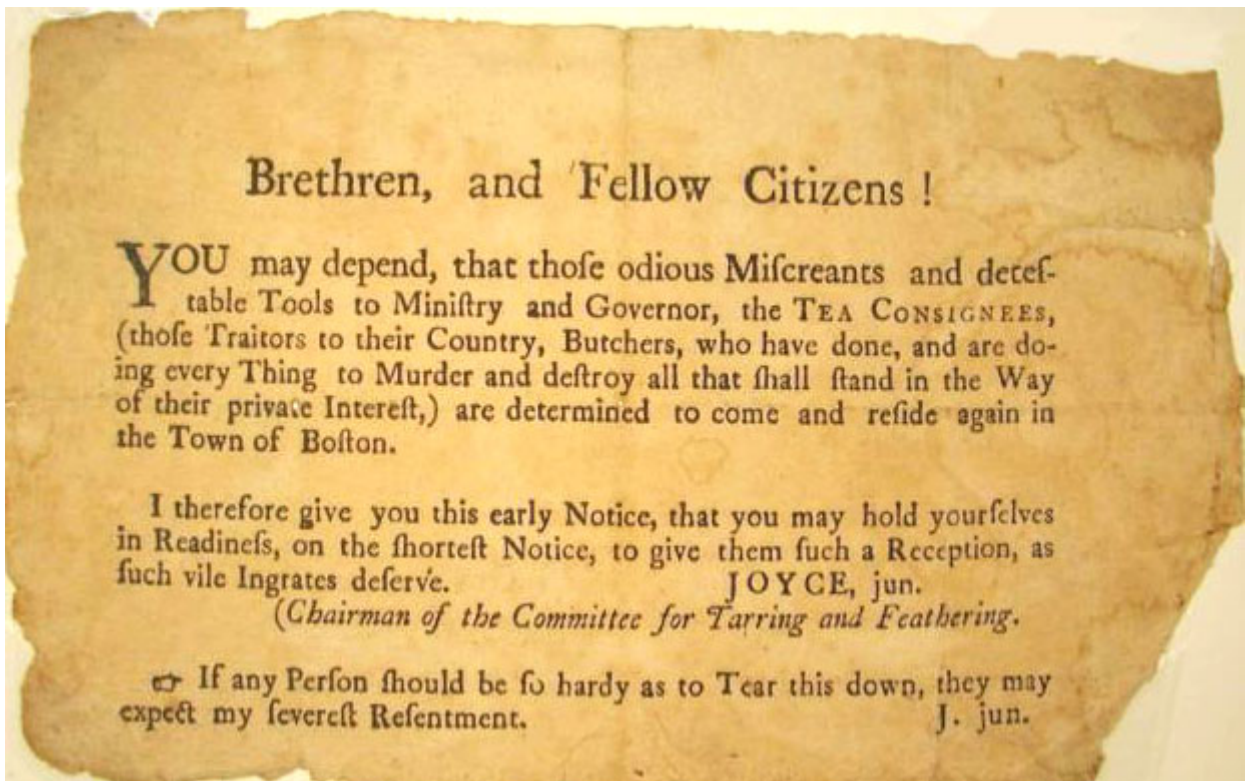 Brethren, and Fellow Citizens !
YOU may depend, that thoſe odious Miſcreants and deteſ-
table Tools to Miniſtry and Governor, the TEA CONSIGNEES,
(thoſe Traitors to their Country, Butchers, who have done, and are do-
ing every Thing to Murder and deſtroy all that ſhall ſtand in the Way
of their private Intereſt,) are determined to come and reſide again in
the Town of Boſton.
I therefore give you this early Notice, that you may hold yourſelves
in Readineſs, on the ſhorteſt Notice, to give them ſuch a Reception, as
ſuch vile Ingrates deſerve. JOYCE, jun.
(Chairman of the Committee for Tarring and Feathering.
☞ If any Perſon ſhould be ſo hardy as to Tear this down, they may
expect my ſevereſt Reſentment. J. jun.